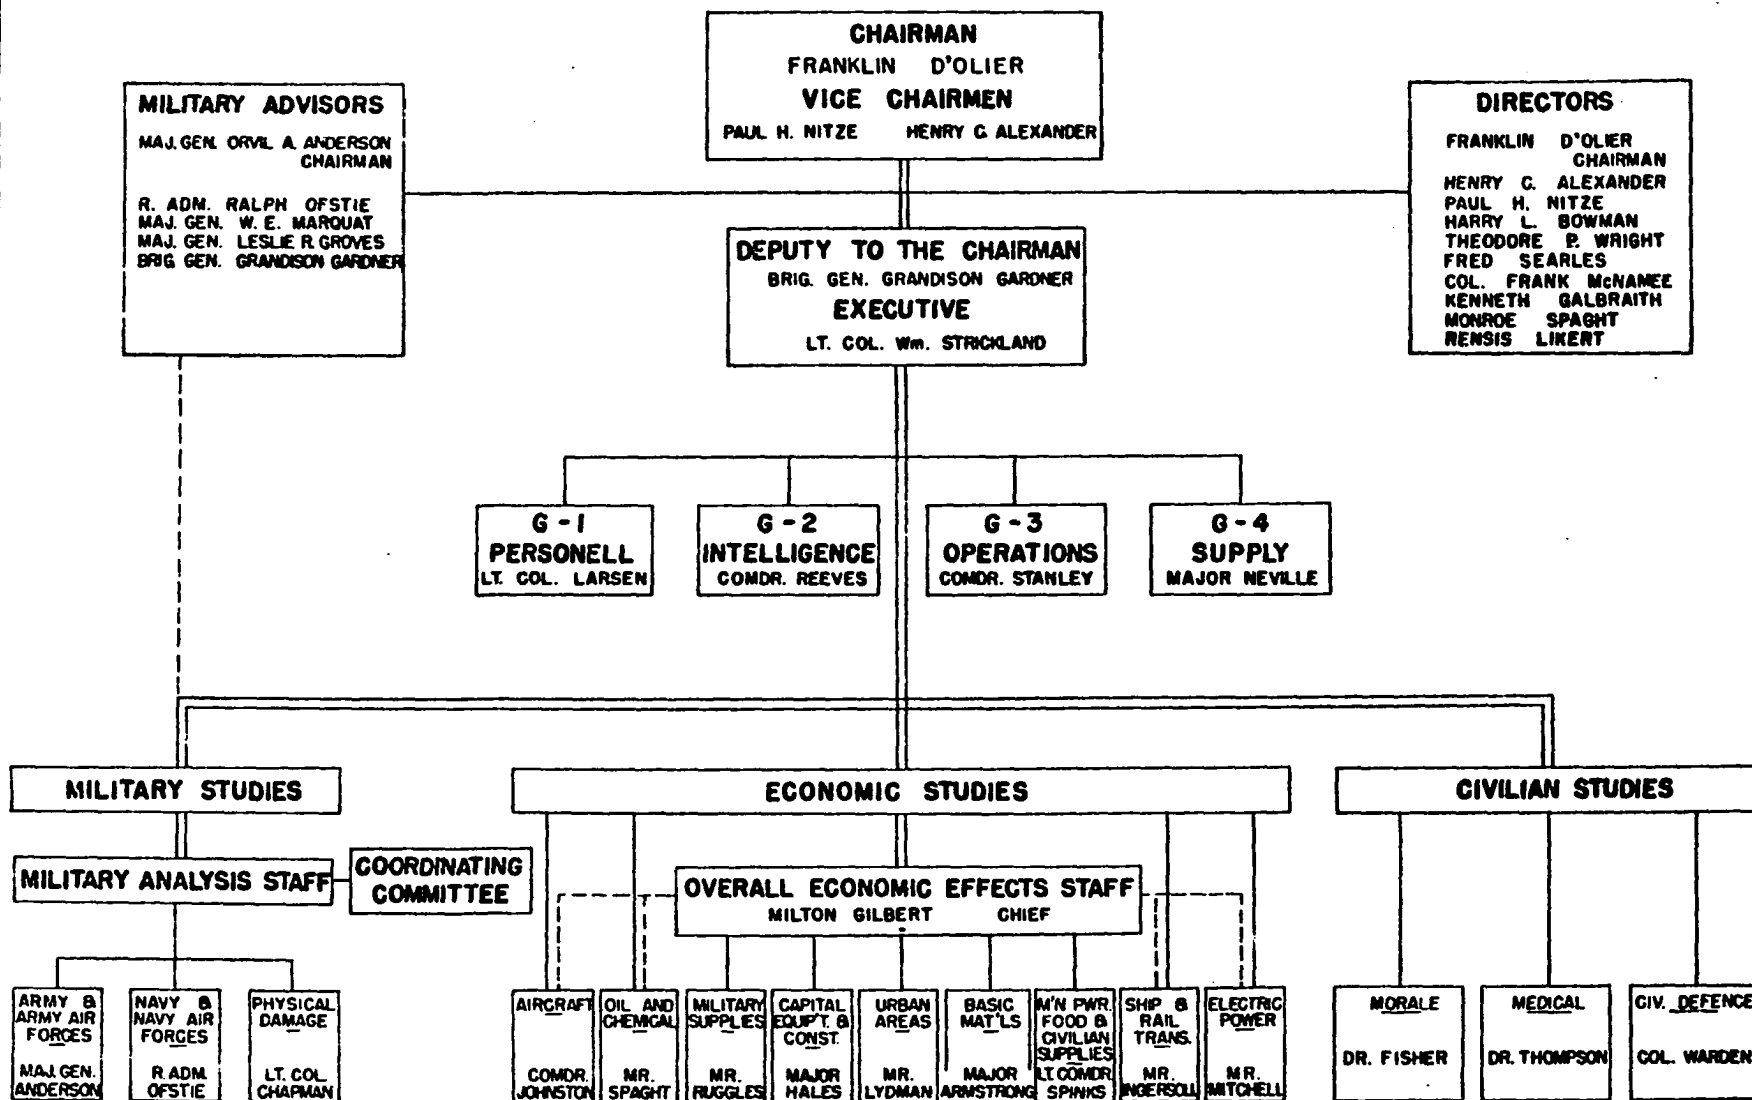 CHAIRMAN
FRANKLIN D'OLIER
VICE CHAIRMEN
PAUL H. NITZE HENRY C. ALEXANDER
MILITARY ADVISORS
MAJ. GEN. ORVIL A. ANDERSON
CHAIRMAN
R. ADM. RALPH OFSTIE
MAJ. GEN. W. E. MARQUAT
MAJ. GEN. LESLIE R. GROVES
BRIG. GEN. GRANDISON GARDNER
DIRECTORS
FRANKLIN D'OLIER
CHAIRMAN
HENRY C. ALEXANDER
PAUL H. NITZE
HARRY L. BOWMAN
THEODORE P. WRIGHT
FRED SEARLES
COL. FRANK McNAMEE
KENNETH GALBRAITH
MONROE SPAGHT
RENSIS LIKERT
DEPUTY TO THE CHAIRMAN
BRIG. GEN. GRANDISON GARDNER
EXECUTIVE
LT. COL. Wm. STRICKLAND
G-1
PERSONELL
LT. COL. LARSEN
G-2
INTELLIGENCE
COMDR. REEVES
G-3
OPERATIONS
COMDR. STANLEY
G-4
SUPPLY
MAJOR NEVILLE
MILITARY STUDIES
ECONOMIC STUDIES
CIVILIAN STUDIES
MILITARY ANALYSIS STAFF
COORDINATING
COMMITTEE
OVERALL ECONOMIC EFFECTS STAFF
MILTON GILBERT CHIEF
ARMY &
ARMY AIR
FORCES
MAJ. GEN.
ANDERSON
NAVY &
NAVY AIR
FORCES
R. ADM.
OFSTIE
PHYSICAL
DAMAGE
LT. COL.
CHAPMAN
AIRCRAFT
COMDR.
JOHNSTON
OIL AND
CHEMICAL
MR.
SPAGHT
MILITARY
SUPPLIES
MR.
RUGGLES
CAPITAL
EQUIP'T. &
CONST.
MAJOR
HALES
URBAN
AREAS
MR.
LYDMAN
BASIC
MAT'LS
MAJOR
ARMSTRONG
M'N PWR.
FOOD &
CIVILIAN
SUPPLIES
LT. COMDR.
SPINKS
SHIP &
RAIL
TRANS.
MR.
INGERSOLL
ELECTRIC
POWER
MR.
MITCHELL
MORALE
DR. FISHER
MEDICAL
DR. THOMPSON
CIV. DEFENCE
COL. WARDEN